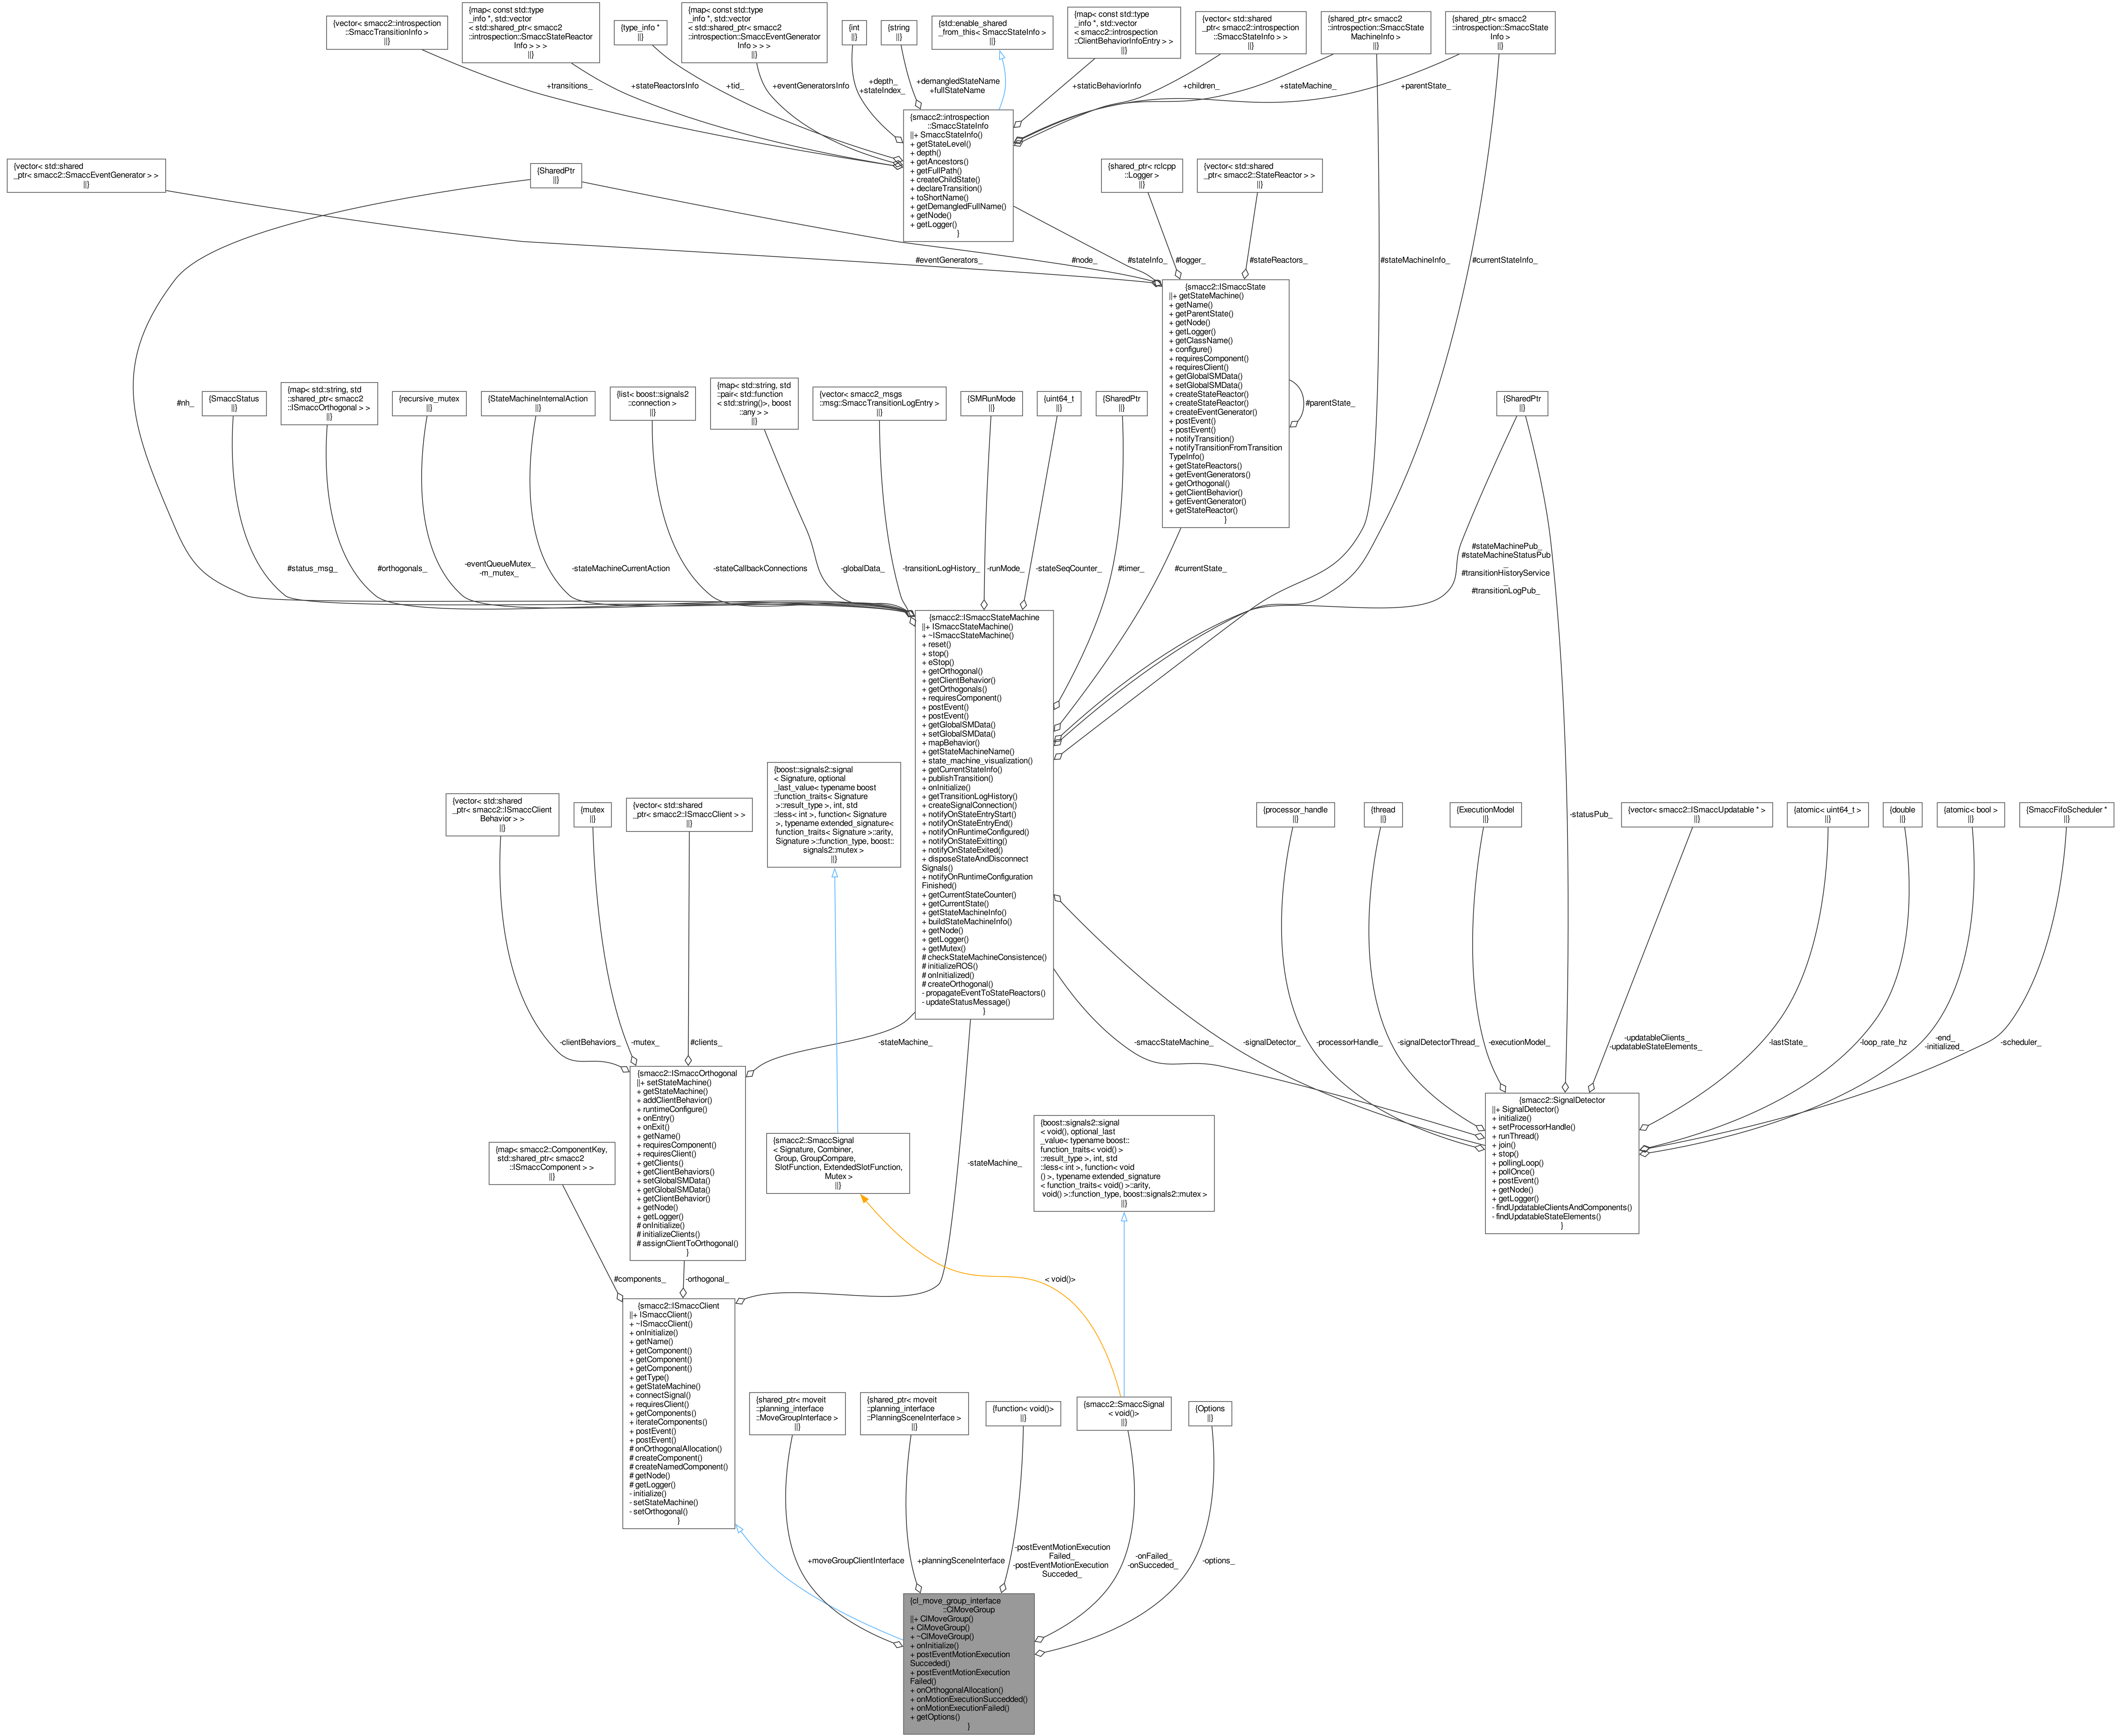 {vector< smacc2::introspection
::SmaccTransitionInfo >
||}
{map< const std::type
_info *, std::vector
< std::shared_ptr< smacc2
::introspection::SmaccStateReactor
Info > > >
||}
{type_info *
||}
{map< const std::type
_info *, std::vector
< std::shared_ptr< smacc2
::introspection::SmaccEventGenerator
Info > > >
||}
{int
||}
{string
||}
{std::enable_shared
_from_this< SmaccStateInfo >
||}
{map< const std::type
_info *, std::vector
< smacc2::introspection
::ClientBehaviorInfoEntry > >
||}
{vector< std::shared
_ptr< smacc2::introspection
::SmaccStateInfo > >
||}
{shared_ptr< smacc2
::introspection::SmaccState
MachineInfo >
||}
{shared_ptr< smacc2
::introspection::SmaccState
Info >
||}
+transitions_
+stateReactorsInfo
+tid_
+eventGeneratorsInfo
+depth_
+stateIndex_
+demangledStateName
+fullStateName
+staticBehaviorInfo
+children_
+stateMachine_
+parentState_
{smacc2::introspection
::SmaccStateInfo
||+ SmaccStateInfo()
+ getStateLevel()
+ depth()
+ getAncestors()
+ getFullPath()
+ createChildState()
+ declareTransition()
+ toShortName()
+ getDemangledFullName()
+ getNode()
+ getLogger()
}
{vector< std::shared
_ptr< smacc2::SmaccEventGenerator > >
||}
{SharedPtr
||}
{shared_ptr< rclcpp
::Logger >
||}
{vector< std::shared
_ptr< smacc2::StateReactor > >
||}
#eventGenerators_
#node_
#stateInfo_
#logger_
#stateReactors_
#stateMachineInfo_
#currentStateInfo_
{smacc2::ISmaccState
||+ getStateMachine()
+ getName()
+ getParentState()
+ getNode()
+ getLogger()
+ getClassName()
+ configure()
+ requiresComponent()
+ requiresClient()
+ getGlobalSMData()
+ setGlobalSMData()
+ createStateReactor()
+ createStateReactor()
+ createEventGenerator()
+ postEvent()
+ postEvent()
+ notifyTransition()
+ notifyTransitionFromTransition
TypeInfo()
+ getStateReactors()
+ getEventGenerators()
+ getOrthogonal()
+ getClientBehavior()
+ getEventGenerator()
+ getStateReactor()
}
#parentState_
#nh_
{SmaccStatus
||}
{map< std::string, std
::shared_ptr< smacc2
::ISmaccOrthogonal > >
||}
{recursive_mutex
||}
{StateMachineInternalAction
||}
{list< boost::signals2
::connection >
||}
{map< std::string, std
::pair< std::function
< std::string()>, boost
::any > >
||}
{vector< smacc2_msgs
::msg::SmaccTransitionLogEntry >
||}
{SMRunMode
||}
{uint64_t
||}
{SharedPtr
||}
{SharedPtr
||}
#status_msg_
#orthogonals_
-eventQueueMutex_
-m_mutex_
-stateMachineCurrentAction
-stateCallbackConnections
-globalData_
-transitionLogHistory_
-runMode_
-stateSeqCounter_
#timer_
#currentState_
#stateMachinePub_
#stateMachineStatusPub
_
#transitionHistoryService
_
#transitionLogPub_
{smacc2::ISmaccStateMachine
||+ ISmaccStateMachine()
+ ~ISmaccStateMachine()
+ reset()
+ stop()
+ eStop()
+ getOrthogonal()
+ getClientBehavior()
+ getOrthogonals()
+ requiresComponent()
+ postEvent()
+ postEvent()
+ getGlobalSMData()
+ setGlobalSMData()
+ mapBehavior()
+ getStateMachineName()
+ state_machine_visualization()
+ getCurrentStateInfo()
+ publishTransition()
+ onInitialize()
+ getTransitionLogHistory()
+ createSignalConnection()
+ notifyOnStateEntryStart()
+ notifyOnStateEntryEnd()
+ notifyOnRuntimeConfigured()
+ notifyOnStateExitting()
+ notifyOnStateExited()
+ disposeStateAndDisconnect
Signals()
+ notifyOnRuntimeConfiguration
Finished()
+ getCurrentStateCounter()
+ getCurrentState()
+ getStateMachineInfo()
+ buildStateMachineInfo()
+ getNode()
+ getLogger()
+ getMutex()
# checkStateMachineConsistence()
# initializeROS()
# onInitialized()
# createOrthogonal()
- propagateEventToStateReactors()
- updateStatusMessage()
}
{vector< std::shared
_ptr< smacc2::ISmaccClient
Behavior > >
||}
{mutex
||}
{vector< std::shared
_ptr< smacc2::ISmaccClient > >
||}
{boost::signals2::signal
< Signature, optional
_last_value< typename boost
::function_traits< Signature
>::result_type >, int, std
::less< int >, function< Signature
>, typename extended_signature<
function_traits< Signature >::arity,
Signature >::function_type, boost::
signals2::mutex >
||}
{processor_handle
||}
{thread
||}
{ExecutionModel
||}
-statusPub_
{vector< smacc2::ISmaccUpdatable * >
||}
{atomic< uint64_t >
||}
{double
||}
{atomic< bool >
||}
{SmaccFifoScheduler *
||}
-clientBehaviors_
-mutex_
#clients_
-stateMachine_
-smaccStateMachine_
-signalDetector_
-processorHandle_
-signalDetectorThread_
-executionModel_
-updatableClients_
-updatableStateElements_
-lastState_
-loop_rate_hz
-end_
-initialized_
-scheduler_
{smacc2::ISmaccOrthogonal
||+ setStateMachine()
+ getStateMachine()
+ addClientBehavior()
+ runtimeConfigure()
+ onEntry()
+ onExit()
+ getName()
+ requiresComponent()
+ requiresClient()
+ getClients()
+ getClientBehaviors()
+ setGlobalSMData()
+ getGlobalSMData()
+ getClientBehavior()
+ getNode()
+ getLogger()
# onInitialize()
# initializeClients()
# assignClientToOrthogonal()
}
{smacc2::SignalDetector
||+ SignalDetector()
+ initialize()
+ setProcessorHandle()
+ runThread()
+ join()
+ stop()
+ pollingLoop()
+ pollOnce()
+ postEvent()
+ getNode()
+ getLogger()
- findUpdatableClientsAndComponents()
- findUpdatableStateElements()
}
{map< smacc2::ComponentKey,
std::shared_ptr< smacc2
::ISmaccComponent > >
||}
{smacc2::SmaccSignal
< Signature, Combiner,
Group, GroupCompare,
SlotFunction, ExtendedSlotFunction,
Mutex >
||}
-stateMachine_
{boost::signals2::signal
< void(), optional_last
_value< typename boost::
function_traits< void()>
::result_type >, int, std
::less< int >, function< void
() >, typename extended_signature
< function_traits< void() >::arity,
void() >::function_type, boost::signals2::mutex >
||}
#components_
-orthogonal_
< void()>
{smacc2::ISmaccClient
||+ ISmaccClient()
+ ~ISmaccClient()
+ onInitialize()
+ getName()
+ getComponent()
+ getComponent()
+ getComponent()
+ getType()
+ getStateMachine()
+ connectSignal()
+ requiresClient()
+ getComponents()
+ iterateComponents()
+ postEvent()
+ postEvent()
# onOrthogonalAllocation()
# createComponent()
# createNamedComponent()
# getNode()
# getLogger()
- initialize()
- setStateMachine()
- setOrthogonal()
}
{shared_ptr< moveit
::planning_interface
::MoveGroupInterface >
||}
{shared_ptr< moveit
::planning_interface
::PlanningSceneInterface >
||}
{function< void()>
||}
{smacc2::SmaccSignal
< void()>
||}
{Options
||}
+moveGroupClientInterface
+planningSceneInterface
-postEventMotionExecution
Failed_
-postEventMotionExecution
Succeded_
-onFailed_
-onSucceded_
-options_
{cl_move_group_interface
::ClMoveGroup
||+ ClMoveGroup()
+ ClMoveGroup()
+ ~ClMoveGroup()
+ onInitialize()
+ postEventMotionExecution
Succeded()
+ postEventMotionExecution
Failed()
+ onOrthogonalAllocation()
+ onMotionExecutionSuccedded()
+ onMotionExecutionFailed()
+ getOptions()
}